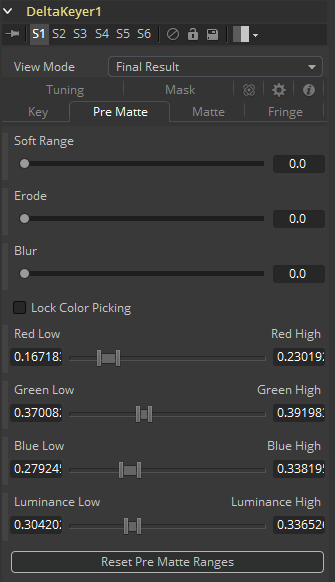 DeltaKeyer1
S1 S2 S3 S4 S5 S6
View Mode Final Result
Tuning Mask
Key Pre Matte Matte Fringe
Soft Range
0.0
Erode
0.0
Blur
0.0
Lock Color Picking
Red Low Red High
0.16718 0.23019
Green Low Green High
0.37008 0.39198
Blue Low Blue High
0.27924 0.33819
Luminance Low Luminance High
0.30420 0.33652
Reset Pre Matte Ranges